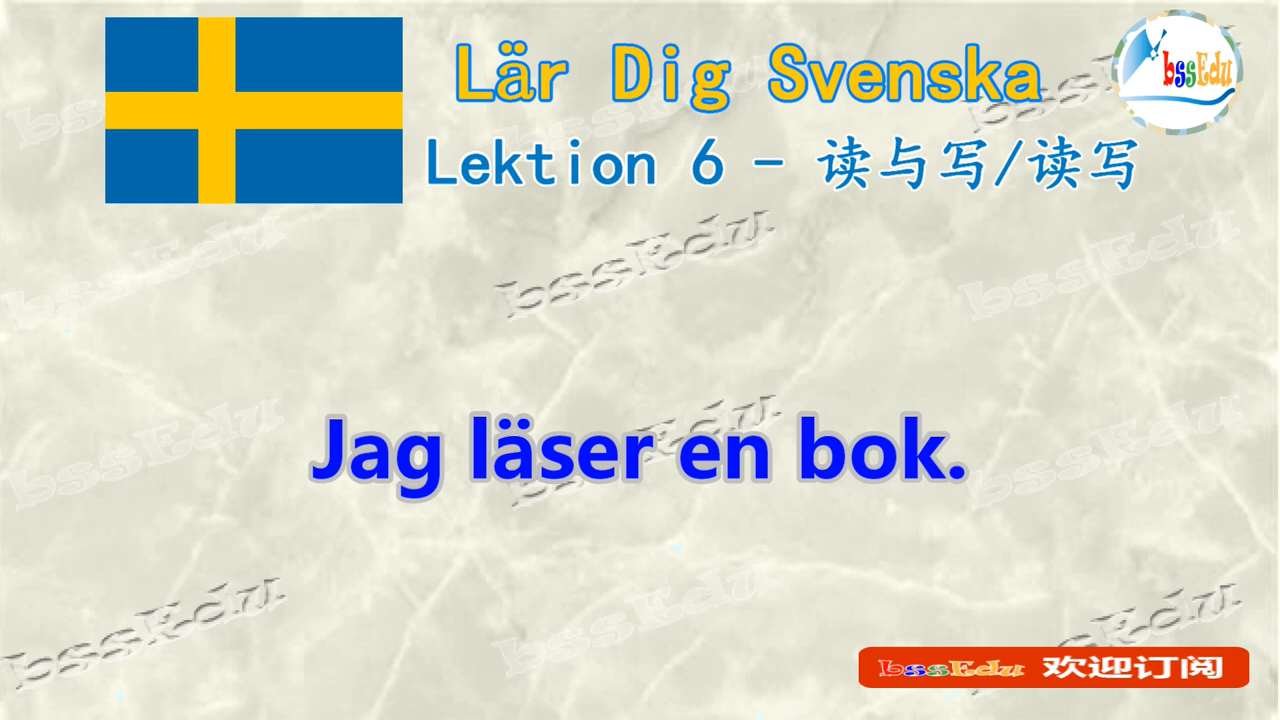 Lär Dig Svenska
bssEdu
Lektion 6 - 读与写/读写
Jag läser en bok.
bssEdu 欢迎订阅